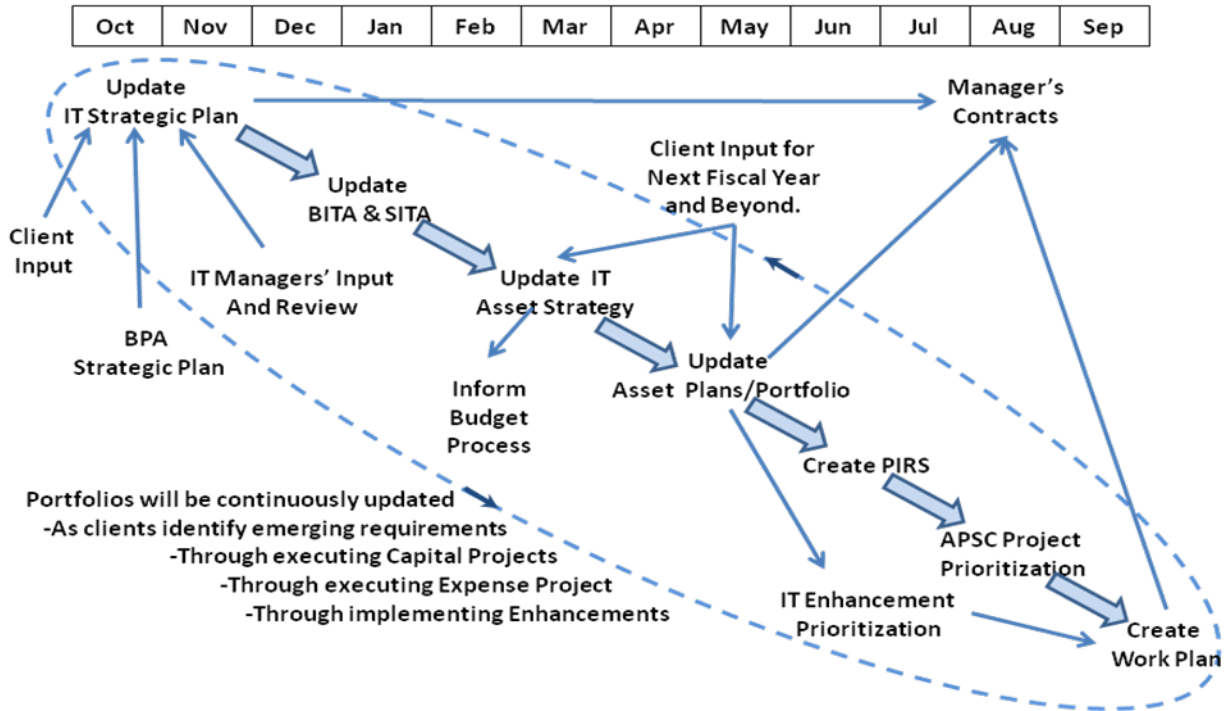 Oct Nov Dec Jan Feb Mar Apr May Jun Jul Aug Sep
Update
IT Strategic Plan
Manager's
Contracts
Client Input for
Next Fiscal Year
and Beyond.
Update
BITA & SITA
Client
Input
IT Managers' Input
And Review
Update IT
Asset Strategy
BPA
Strategic Plan
Update
Asset Plans/Portfolio
Inform
Budget
Process
Create PIRS
Portfolios will be continuously updated
-As clients identify emerging requirements
-Through executing Capital Projects
-Through executing Expense Project
-Through implementing Enhancements
APSC Project
Prioritization
IT Enhancement
Prioritization
Create
Work Plan